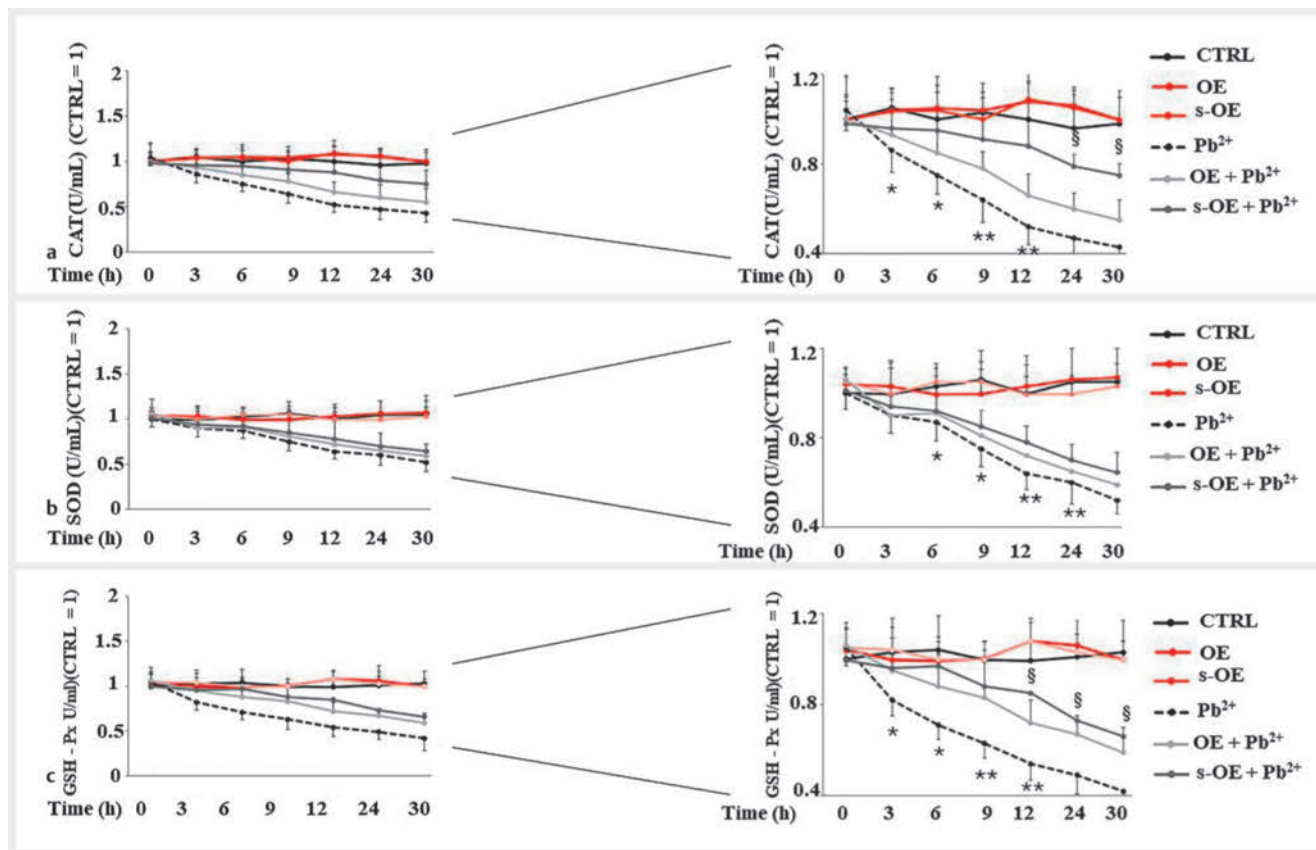 CAT (U/mL) (CTRL = 1)
2
1.5
1
0.5
0
a
Time (h) 0 3 6 9 12 24 30
CAT (U/mL) (CTRL = 1)
1.2
0.8
0.4
* * ** **
§ §
Time (h) 0 3 6 9 12 24 30
CTRL
OE
s-OE
Pb²⁺
OE + Pb²⁺
s-OE + Pb²⁺
SOD (U/mL)(CTRL = 1)
2
1.5
1
0.5
0
b
Time (h) 0 3 6 9 12 24 30
SOD (U/mL)(CTRL = 1)
1.2
0.8
0.4
* * ** **
Time (h) 0 3 6 9 12 24 30
CTRL
OE
s-OE
Pb²⁺
OE + Pb²⁺
s-OE + Pb²⁺
GSH - Px U/ml)(CTRL = 1)
2
1.5
1
0.5
0
c
Time (h) 0 3 6 9 12 24 30
GSH - Px U/ml)(CTRL = 1)
1.2
0.8
0.4
* * ** **
§ § §
Time (h) 0 3 6 9 12 24 30
CTRL
OE
s-OE
Pb²⁺
OE + Pb²⁺
s-OE + Pb²⁺